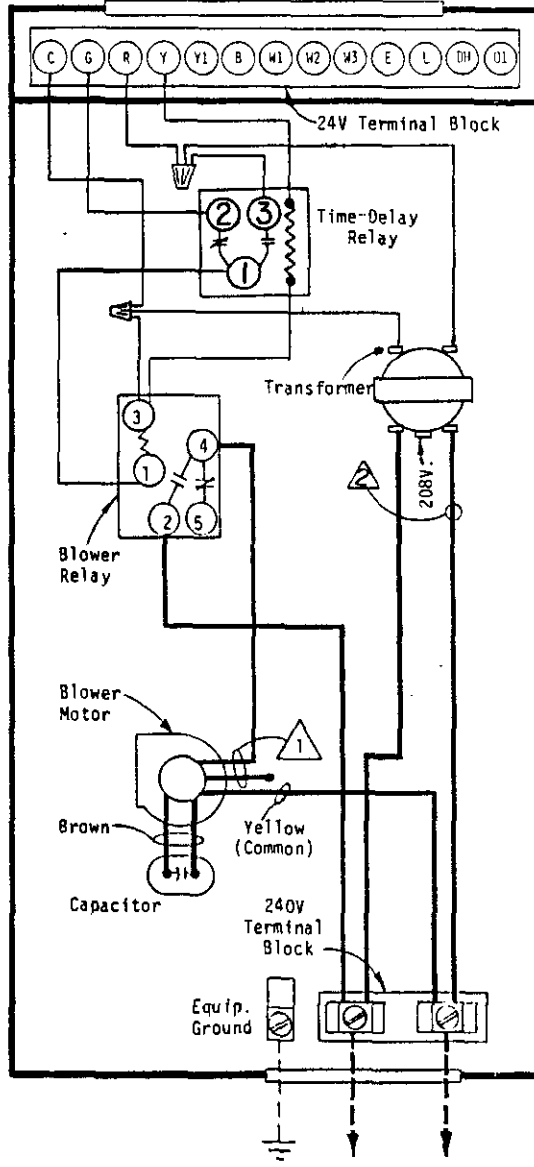 C G R Y Y1 B W1 W2 W3 E L DH O1
24V Terminal Block
2 3
1
Time-Delay
Relay
Transformer
3
4
1
2 5
2
208V.
Blower
Relay
Blower
Motor
1
Brown
Yellow
(Common)
Capacitor
240V
Terminal
Block
Equip.
Ground